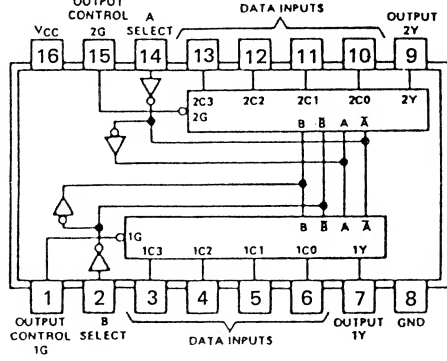 OUTPUT
CONTROL
2G
A
SELECT
DATA INPUTS
OUTPUT
2Y
VCC
16 15 14 13 12 11 10 9
2C3 2C2 2C1 2C0 2Y
2G
B B̅ A A̅
B B̅ A A̅
1G
1C3 1C2 1C1 1C0 1Y
1 2 3 4 5 6 7 8
OUTPUT
CONTROL
1G
B
SELECT
DATA INPUTS
OUTPUT
1Y
GND